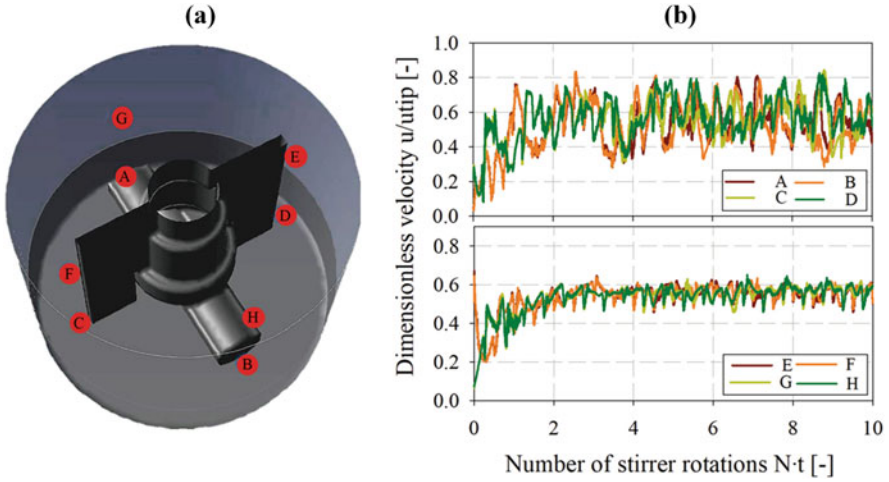 (a)
(b)
G
A
E
D
F
C
H
B
Dimensionless velocity u/utip [-]
1.0
0.8
0.6
0.4
0.2
0.0
A B
C D
0.8
0.6
0.4
0.2
0.0
E F
G H
0 2 4 6 8 10
Number of stirrer rotations N·t [-]